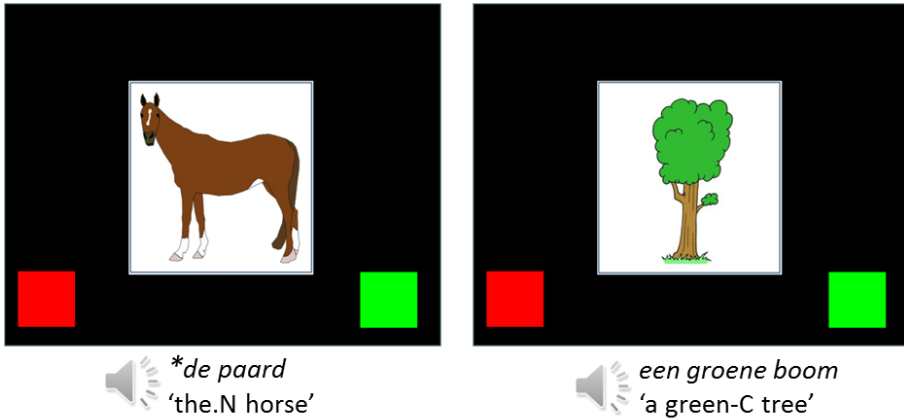 *de paard
'the.N horse'
een groene boom
'a green-C tree'